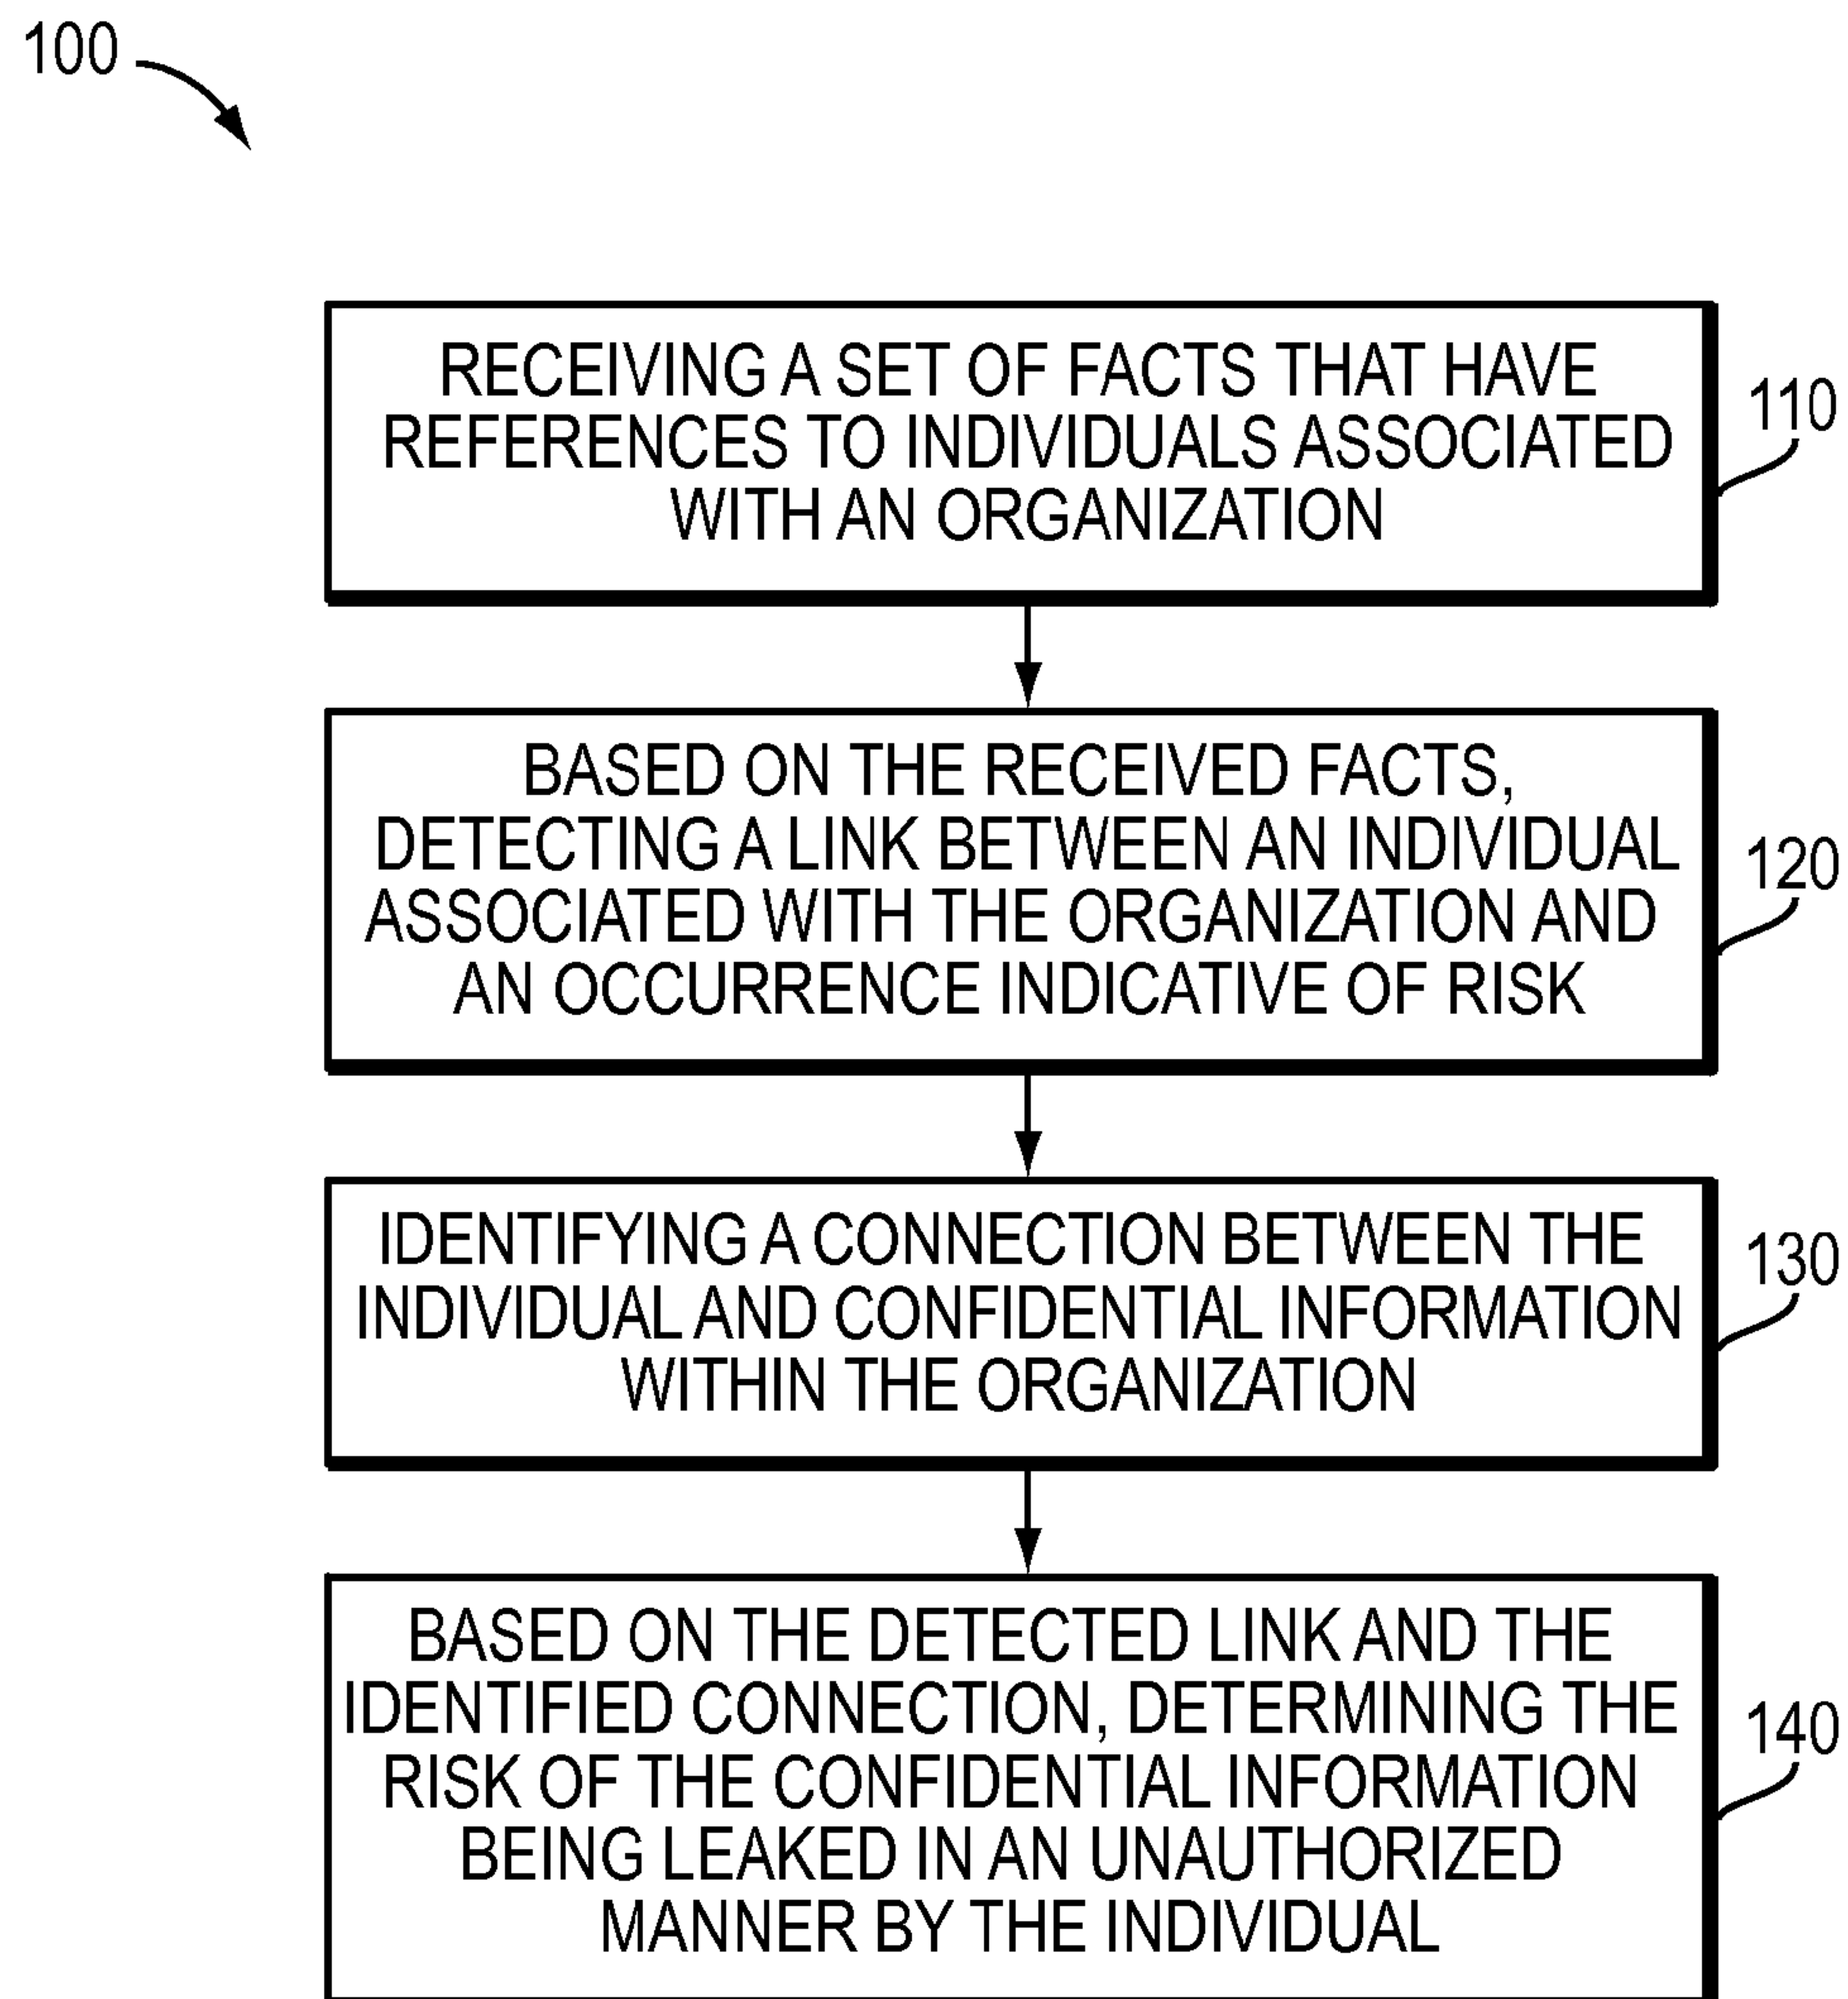 100
RECEIVING A SET OF FACTS THAT HAVE
REFERENCES TO INDIVIDUALS ASSOCIATED
WITH AN ORGANIZATION
110
BASED ON THE RECEIVED FACTS,
DETECTING A LINK BETWEEN AN INDIVIDUAL
ASSOCIATED WITH THE ORGANIZATION AND
AN OCCURRENCE INDICATIVE OF RISK
120
IDENTIFYING A CONNECTION BETWEEN THE
INDIVIDUAL AND CONFIDENTIAL INFORMATION
WITHIN THE ORGANIZATION
130
BASED ON THE DETECTED LINK AND THE
IDENTIFIED CONNECTION, DETERMINING THE
RISK OF THE CONFIDENTIAL INFORMATION
BEING LEAKED IN AN UNAUTHORIZED
MANNER BY THE INDIVIDUAL
140